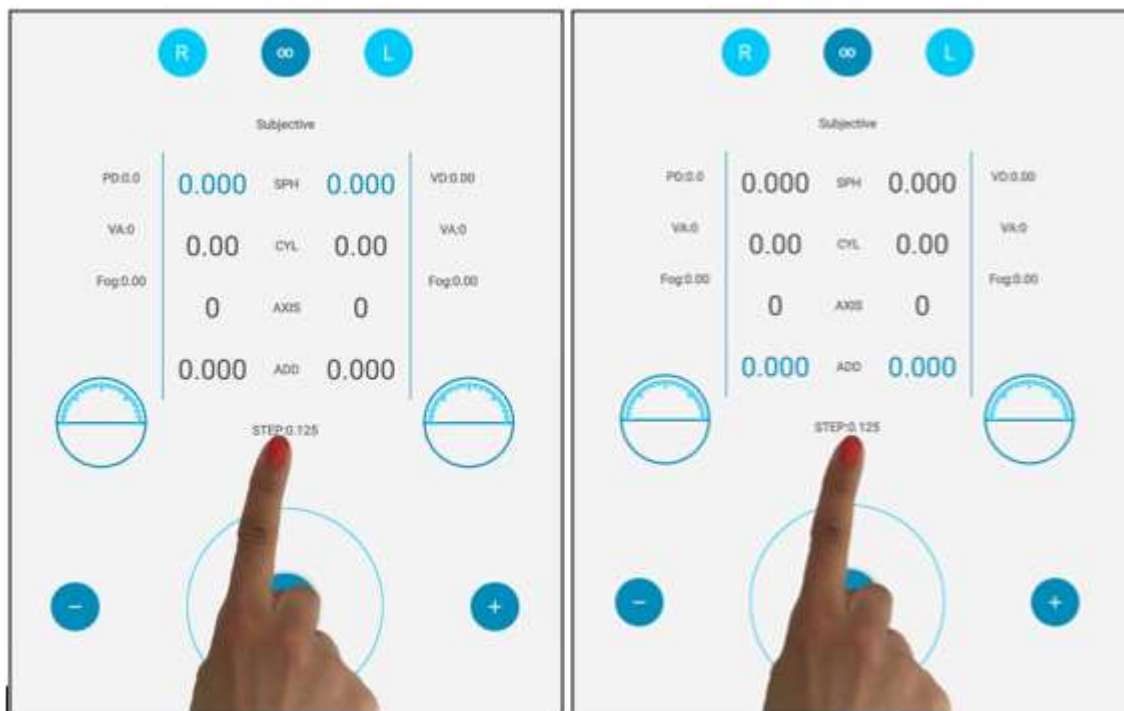 R ∞ L
Subjective
PD:0.0 0.000 SPH 0.000 VD:0.00
VA:0 0.00 CYL 0.00 VA:0
Fog:0.00 Fog:0.00
0 AXIS 0
0.000 ADD 0.000
STEP:0.125
- +
R ∞ L
Subjective
PD:0.0 0.000 SPH 0.000 VD:0.00
VA:0 0.00 CYL 0.00 VA:0
Fog:0.00 Fog:0.00
0 AXIS 0
0.000 ADD 0.000
STEP:0.125
- +